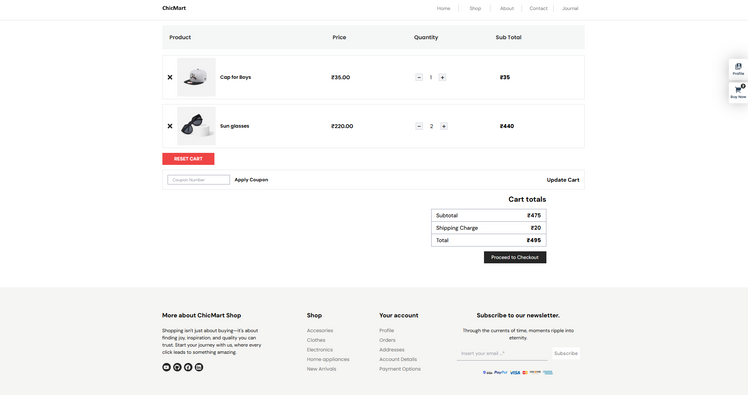 ChicMart
Home Shop About Contact Journal
Product Price Quantity Sub Total
Cap for Boys ₹35.00 - 1 + ₹35
Sun glasses ₹220.00 - 2 + ₹440
RESET CART
Coupon Number Apply Coupon Update Cart
Cart totals
Subtotal ₹475
Shipping Charge ₹20
Total ₹495
Proceed to Checkout
Profile
Buy Now
More about ChicMart Shop
Shopping isn't just about buying—it's about
finding joy, inspiration, and quality you can
trust. Start your journey with us, where every
click leads to something amazing.
Shop
Accesories
Clothes
Electronics
Home appliances
New Arrivals
Your account
Profile
Orders
Addresses
Account Details
Payment Options
Subscribe to our newsletter.
Through the currents of time, moments ripple into
eternity.
Insert your email ...* Subscribe
PayPal VISA